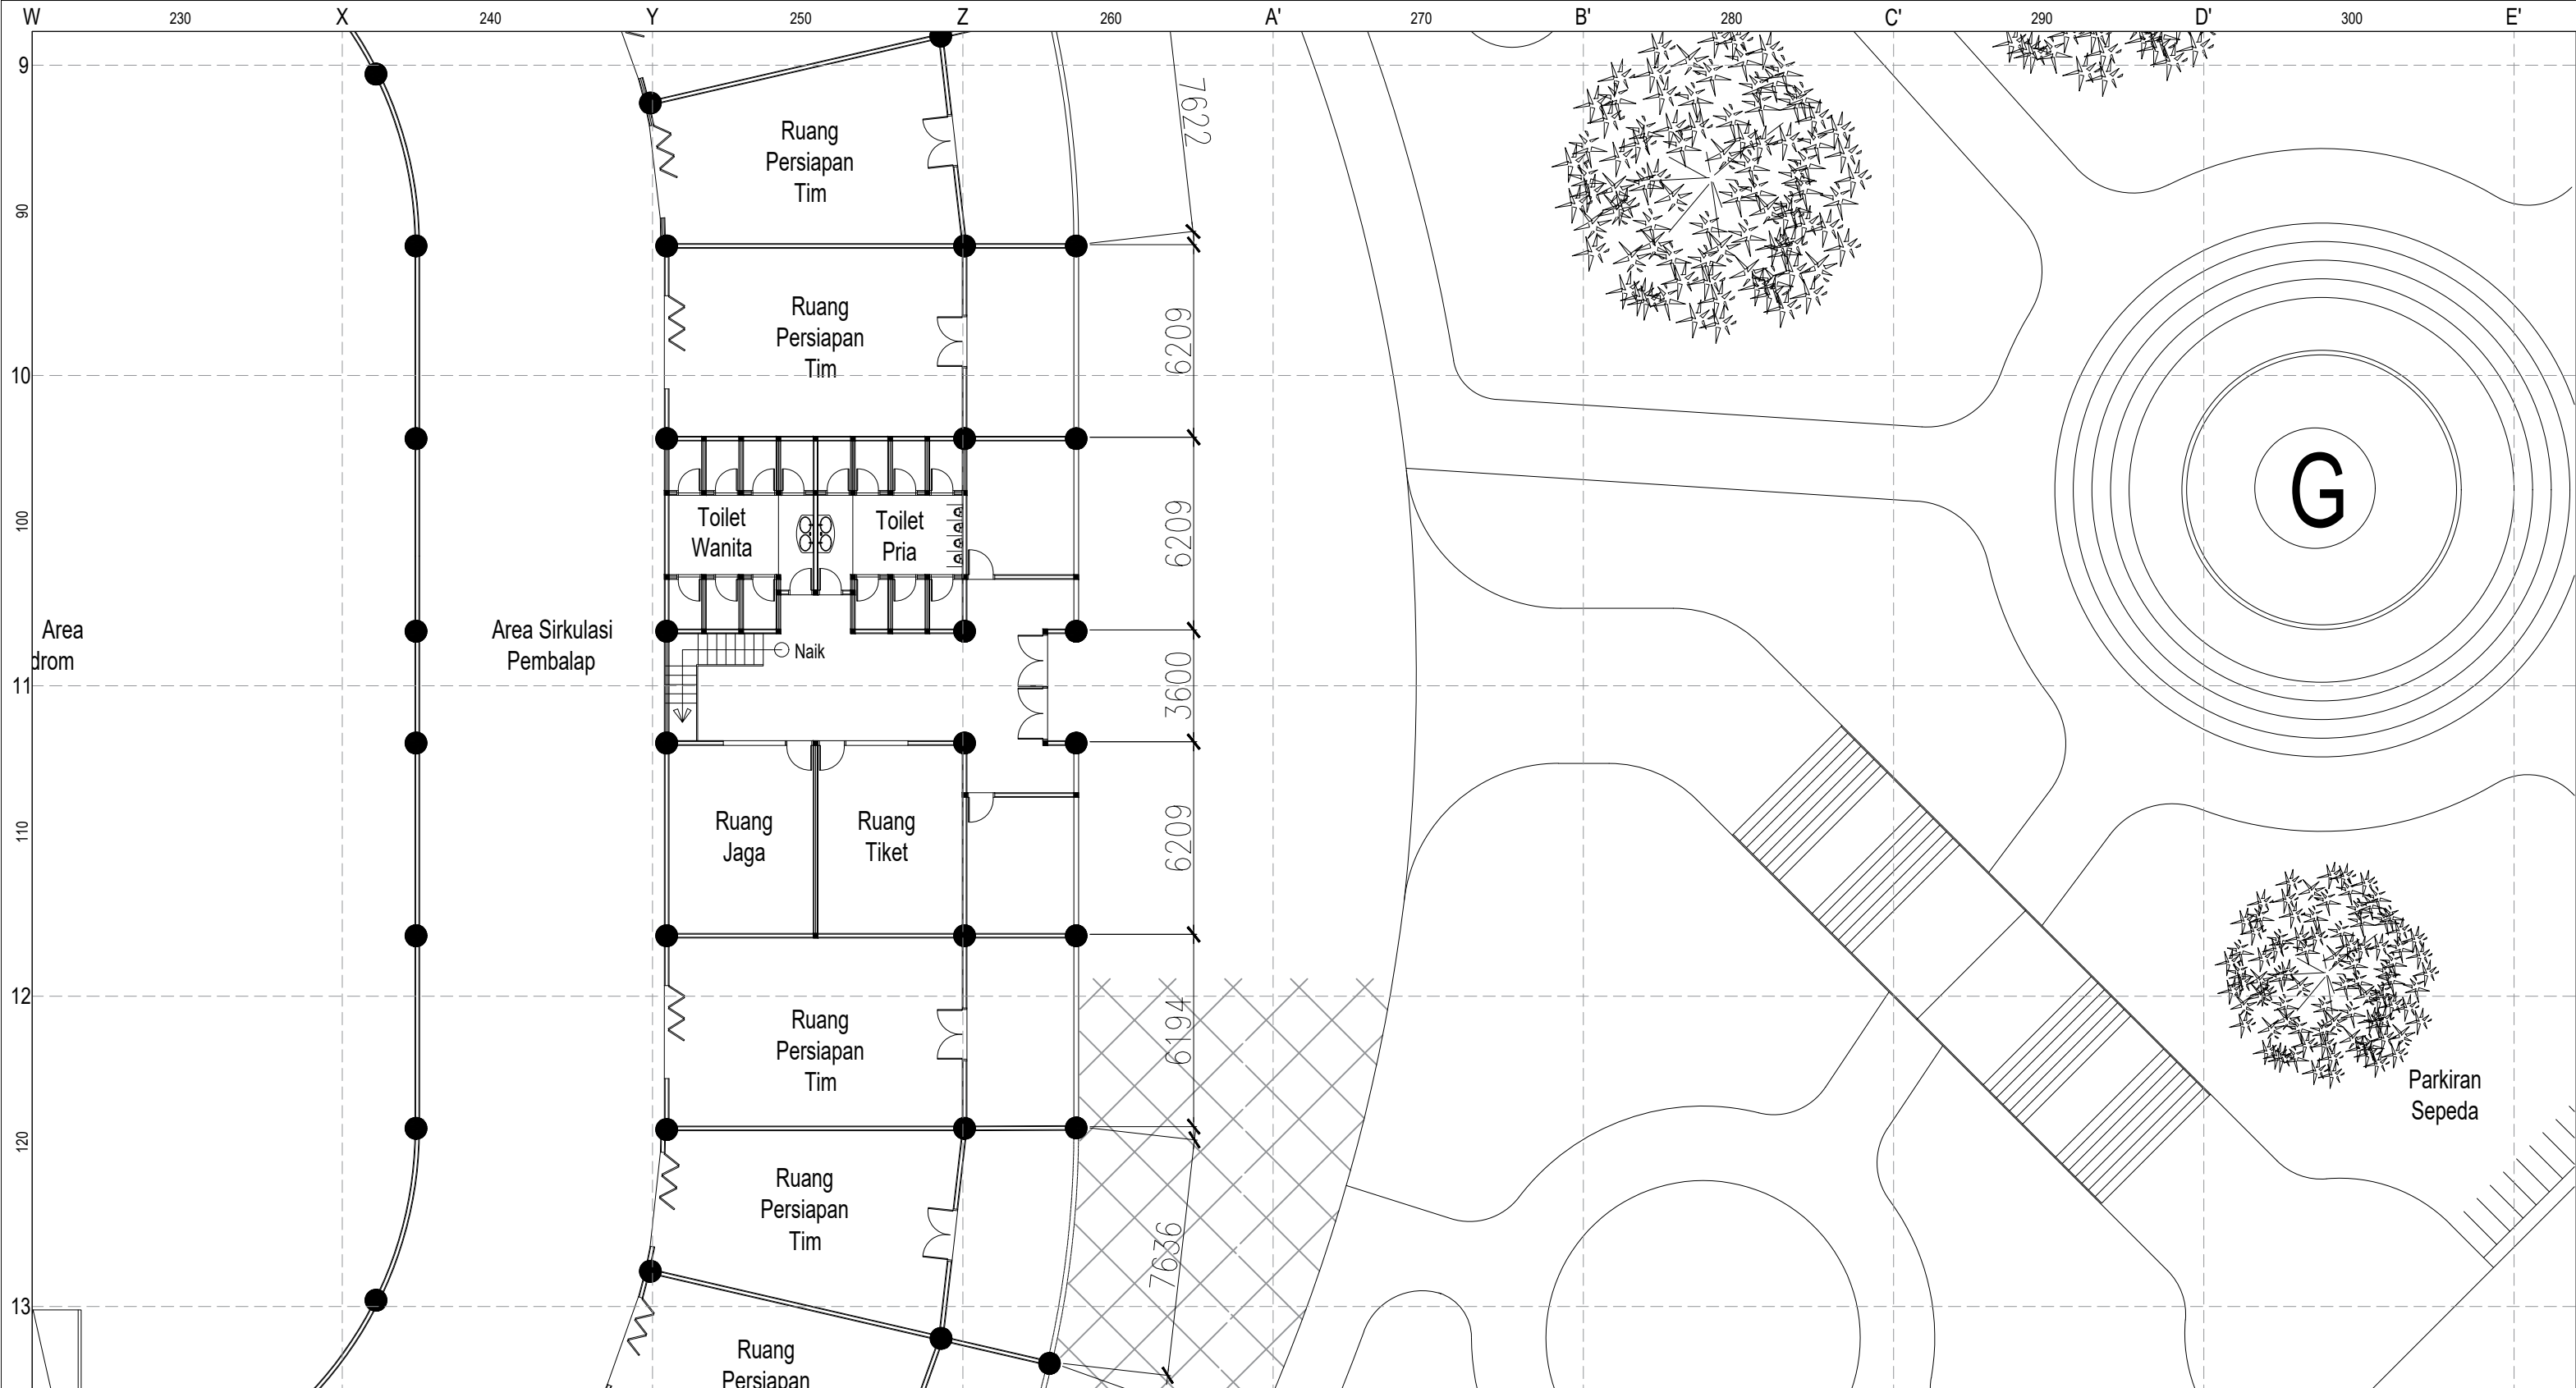 W 230 X 240 Y 250 Z 260 A' 270 B' 280 C' 290 D' 300 E'
9
7622
Ruang
Persiapan
Tim
90
Ruang
Persiapan
Tim
6209
10
G
Toilet
Wanita
Toilet
Pria
100
6209
Area
drom
Area Sirkulasi
Pembalap
Naik
11
3600
Ruang
Jaga
Ruang
Tiket
110
6209
12
Ruang
Persiapan
Tim
6194
Parkiran
Sepeda
120
Ruang
Persiapan
Tim
7636
13
Ruang
Persiapan